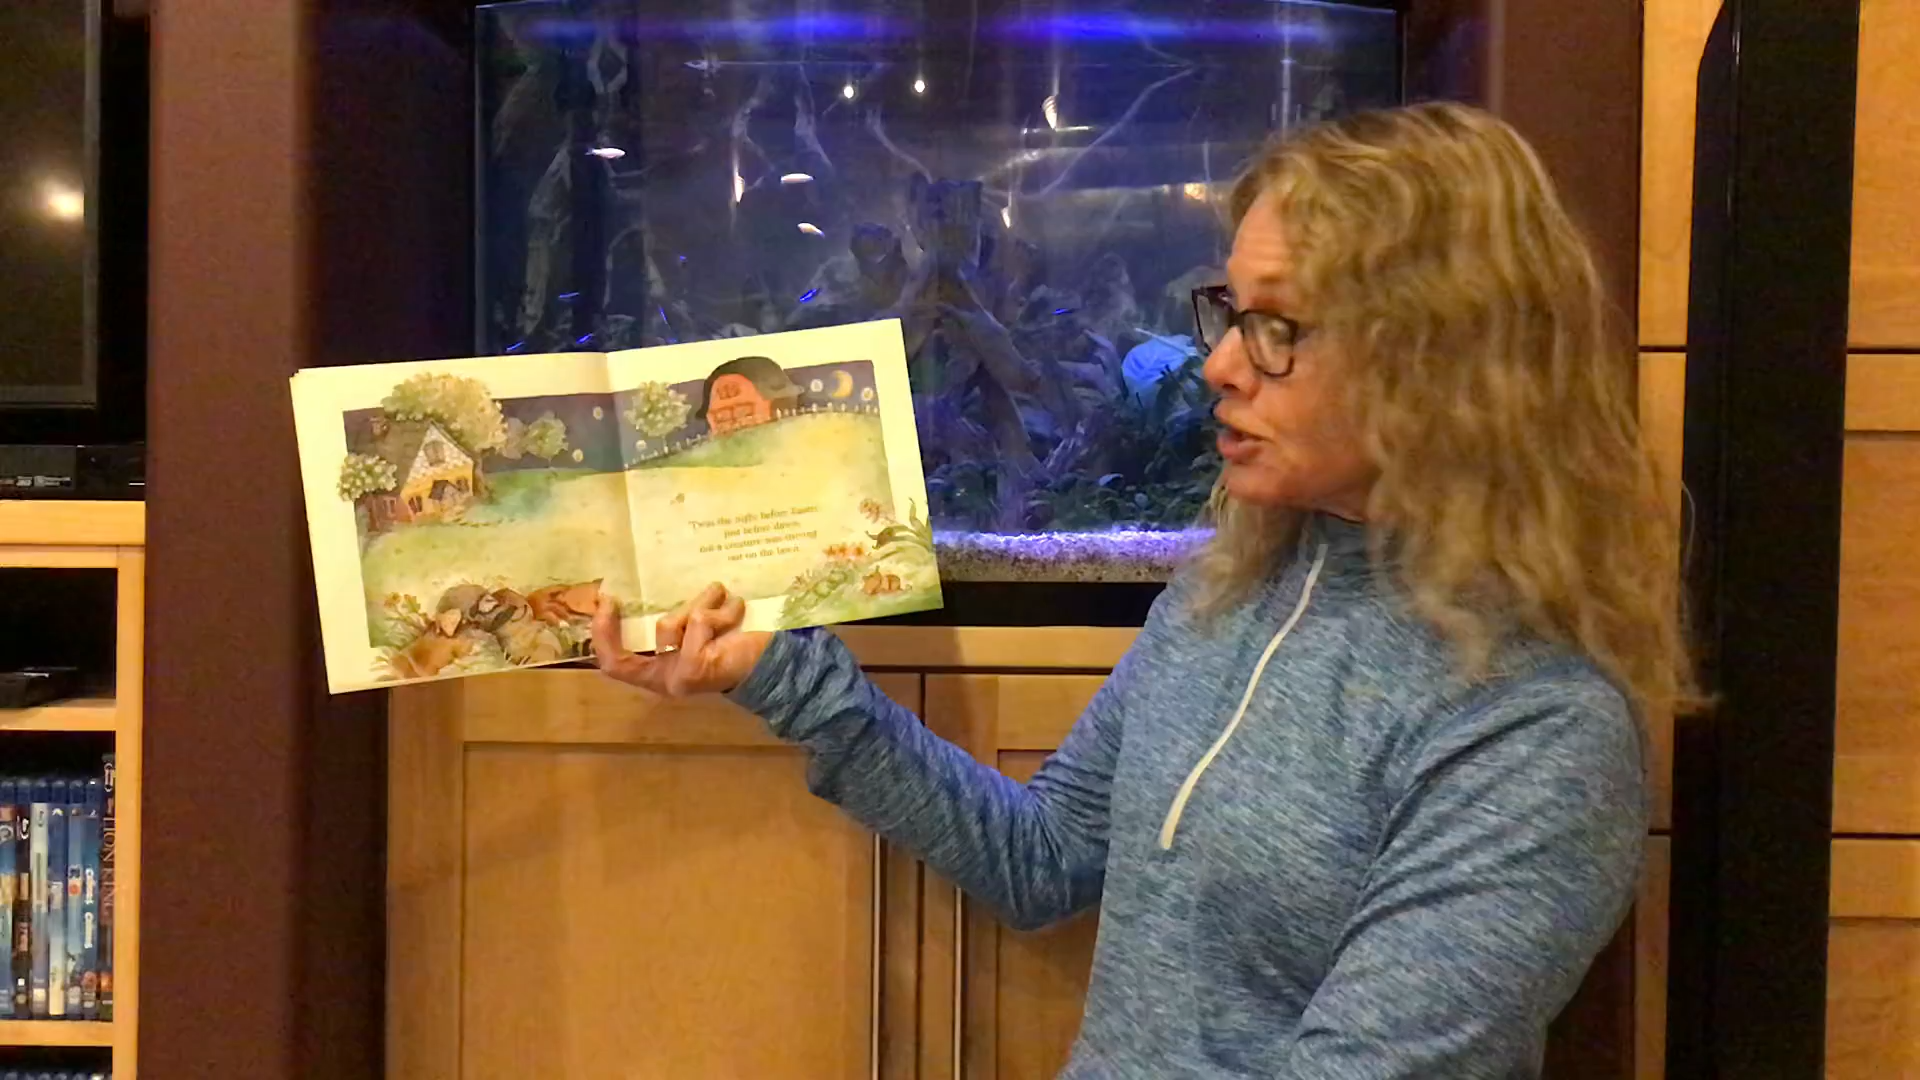 'Twas the night before Easter,
just before dawn,
not a creature was stirring
out on the lawn.
LION KING